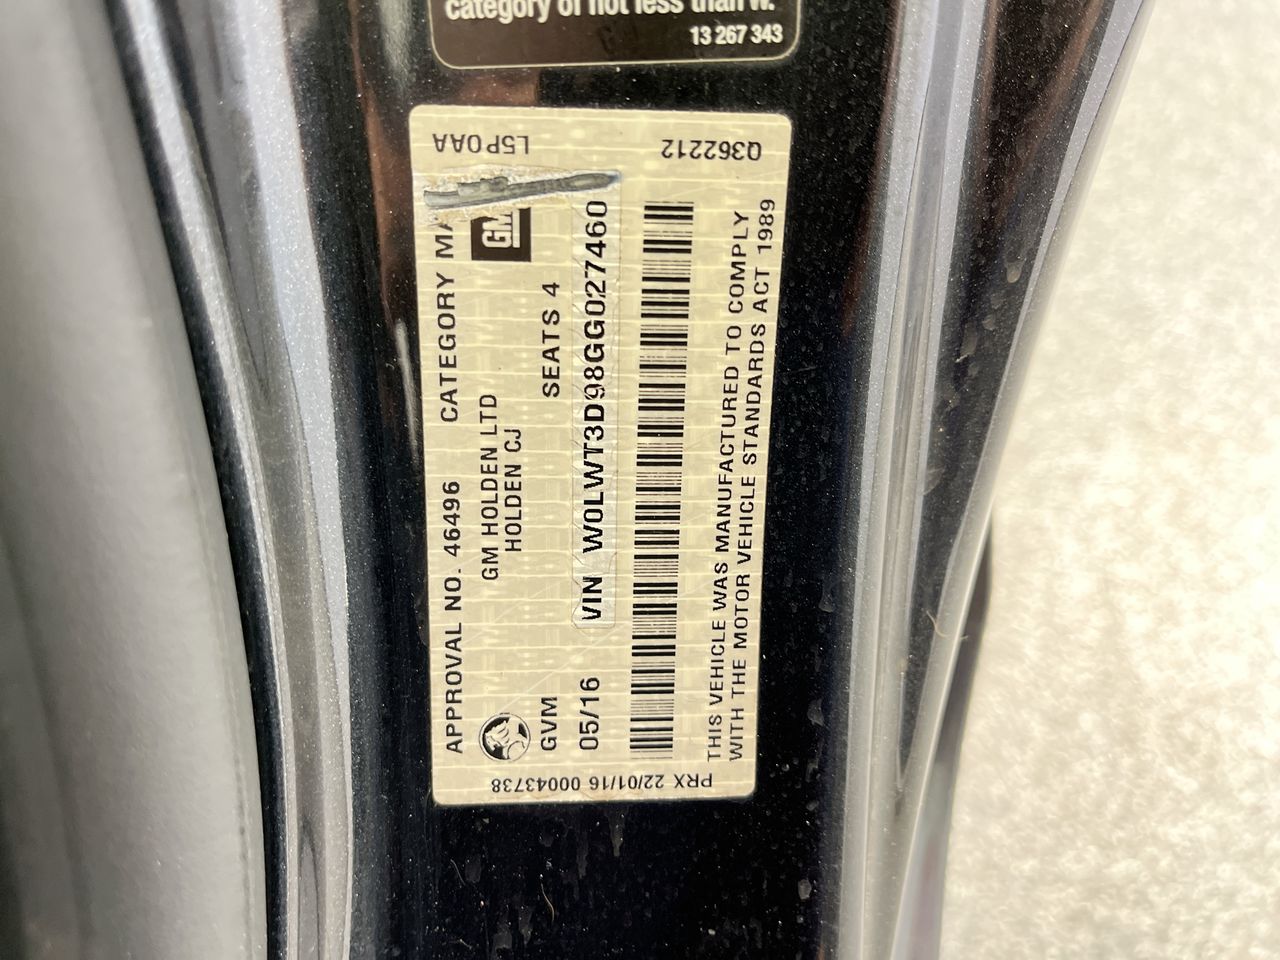 category of not less than W.
13 267 343
L5P0AA
Q362212
APPROVAL NO. 46496 CATEGORY MA
GM HOLDEN LTD
HOLDEN CJ
GM
GVM SEATS 4
05/16 VIN W0LWT3D98GG027460
THIS VEHICLE WAS MANUFACTURED TO COMPLY
WITH THE MOTOR VEHICLE STANDARDS ACT 1989
PRX 22/01/16 00043738